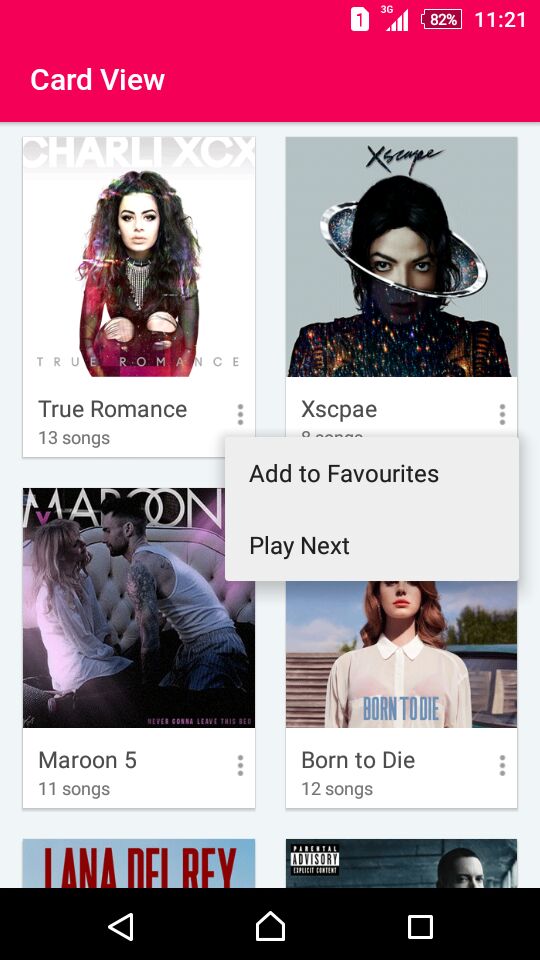 1 3G 82% 11:21
Card View
CHARLI XCX
TRUE ROMANCE
Xscape
True Romance
13 songs
Xscpae
8 songs
Add to Favourites
Play Next
MAROON
V
NEVER GONNA LEAVE THIS BED
BORN TO DIE
Maroon 5
11 songs
Born to Die
12 songs
LANA DEL REY
PARENTAL
ADVISORY
EXPLICIT CONTENT